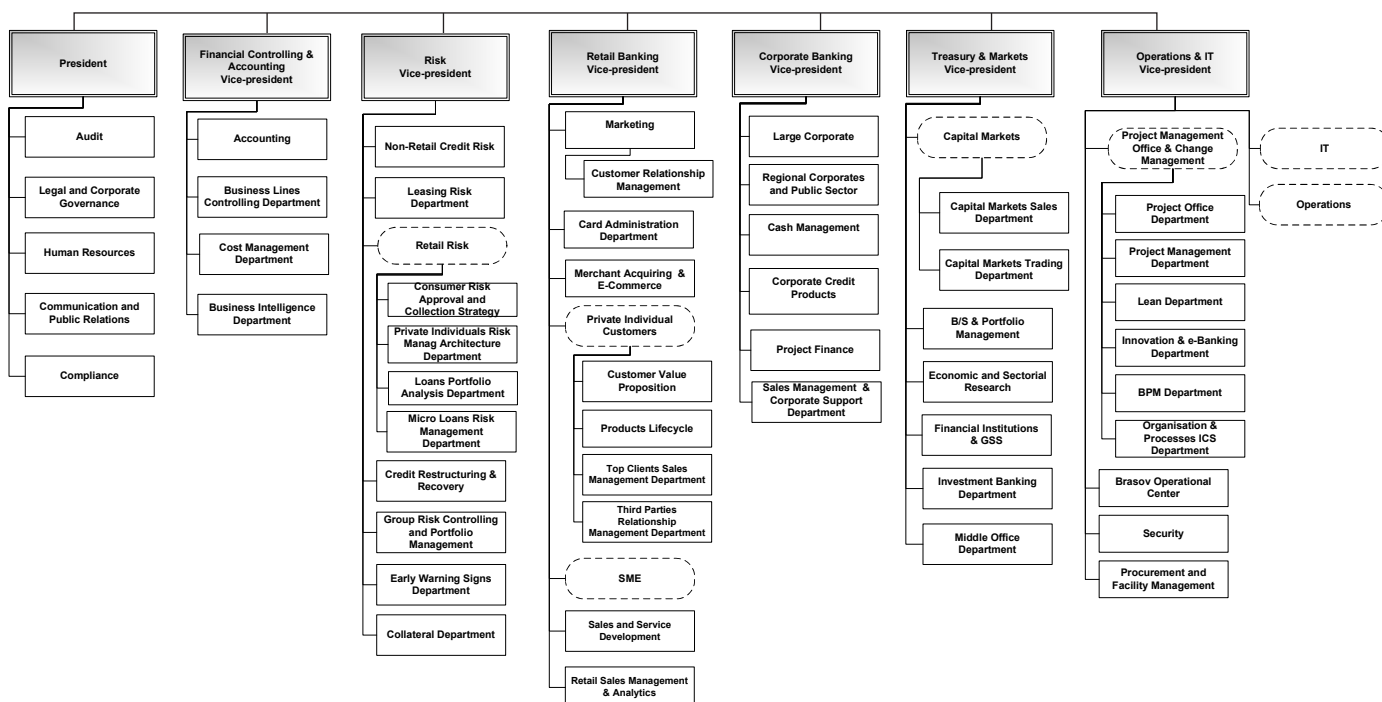 President
Audit
Legal and Corporate
Governance
Human Resources
Communication and
Public Relations
Compliance
Financial Controlling &
Accounting
Vice-president
Accounting
Business Lines
Controlling Department
Cost Management
Department
Business Intelligence
Department
Risk
Vice-president
Non-Retail Credit Risk
Leasing Risk
Department
Retail Risk
Consumer Risk
Approval and
Collection Strategy
Private Individuals Risk
Manag Architecture
Department
Loans Portfolio
Analysis Department
Micro Loans Risk
Management
Department
Credit Restructuring &
Recovery
Group Risk Controlling
and Portfolio
Management
Early Warning Signs
Department
Collateral Department
Retail Banking
Vice-president
Marketing
Customer Relationship
Management
Card Administration
Department
Merchant Acquiring &
E-Commerce
Private Individual
Customers
Customer Value
Proposition
Products Lifecycle
Top Clients Sales
Management Department
Third Parties
Relationship
Management Department
SME
Sales and Service
Development
Retail Sales Management
& Analytics
Corporate Banking
Vice-president
Large Corporate
Regional Corporates
and Public Sector
Cash Management
Corporate Credit
Products
Project Finance
Sales Management &
Corporate Support
Department
Treasury & Markets
Vice-president
Capital Markets
Capital Markets Sales
Department
Capital Markets Trading
Department
B/S & Portfolio
Management
Economic and Sectorial
Research
Financial Institutions
& GSS
Investment Banking
Department
Middle Office
Department
Operations & IT
Vice-president
Project Management
Office & Change
Management
IT
Operations
Project Office
Department
Project Management
Department
Lean Department
Innovation & e-Banking
Department
BPM Department
Organisation &
Processes ICS
Department
Brasov Operational
Center
Security
Procurement and
Facility Management